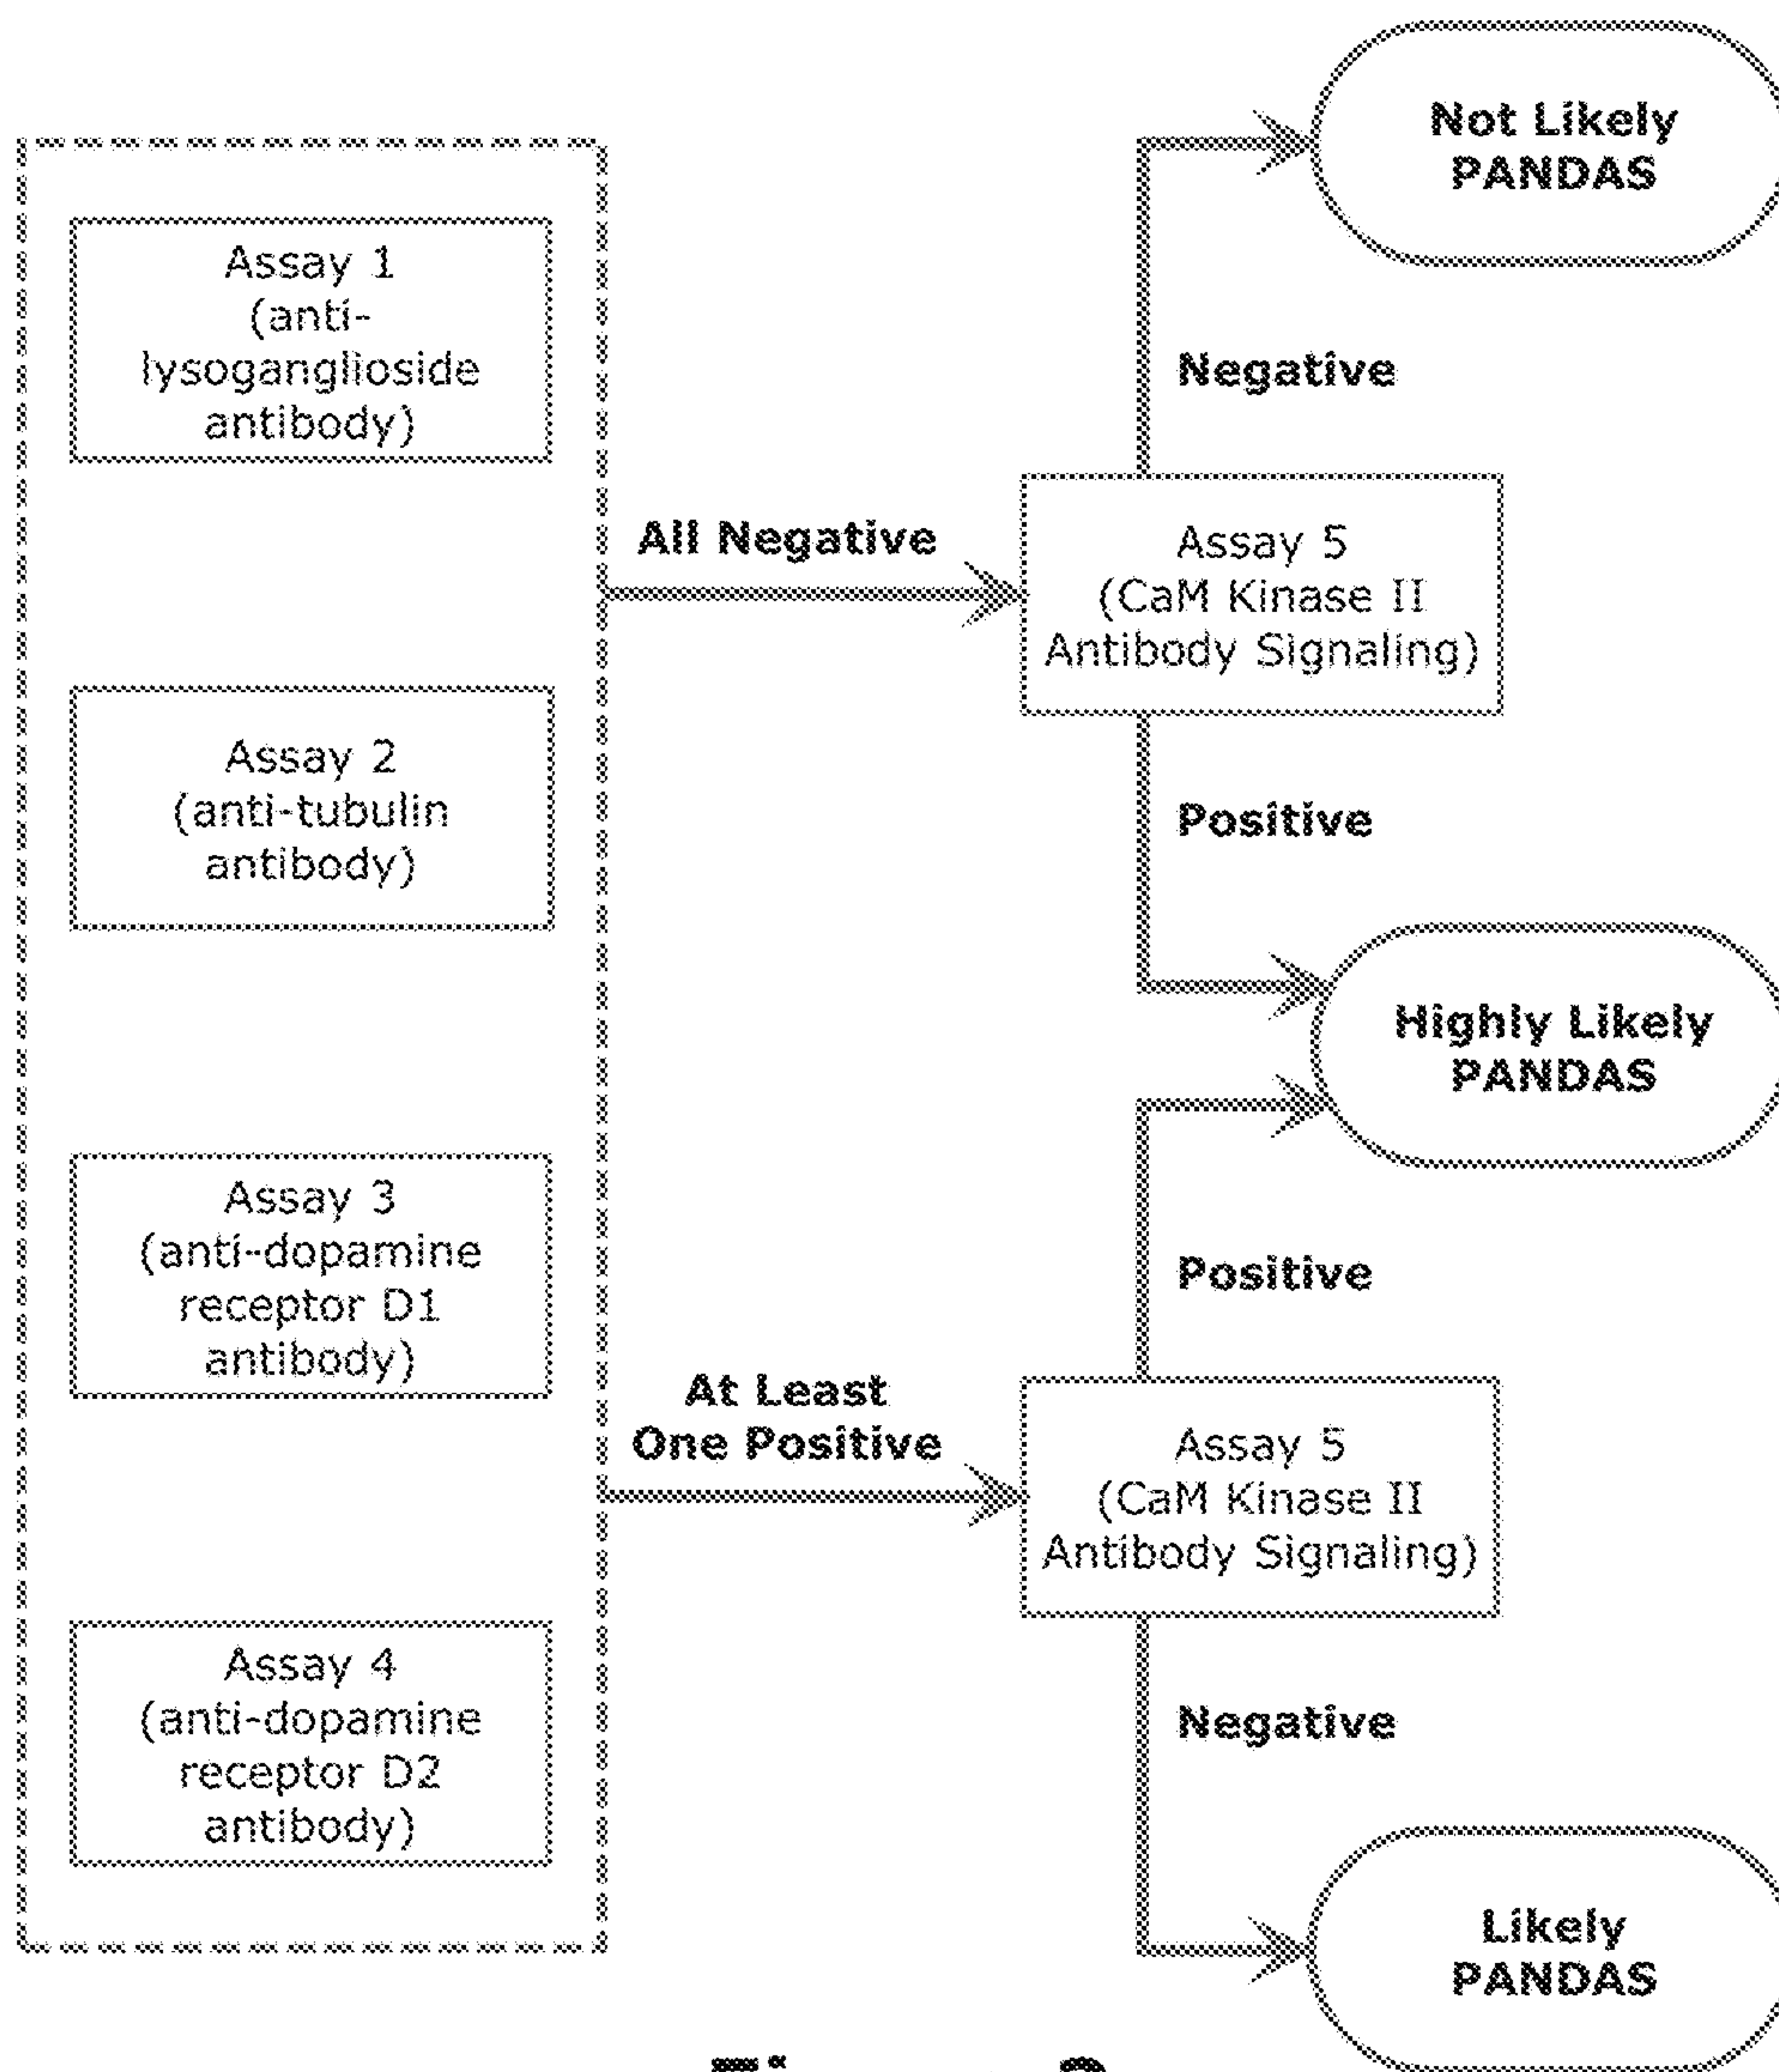 Assay 1
(anti-
lysoganglioside
antibody)
Assay 2
(anti-tubulin
antibody)
Assay 3
(anti-dopamine
receptor D1
antibody)
Assay 4
(anti-dopamine
receptor D2
antibody)
All Negative
At Least
One Positive
Assay 5
(CaM Kinase II
Antibody Signaling)
Negative
Positive
Assay 5
(CaM Kinase II
Antibody Signaling)
Positive
Negative
Not Likely
PANDAS
Highly Likely
PANDAS
Likely
PANDAS